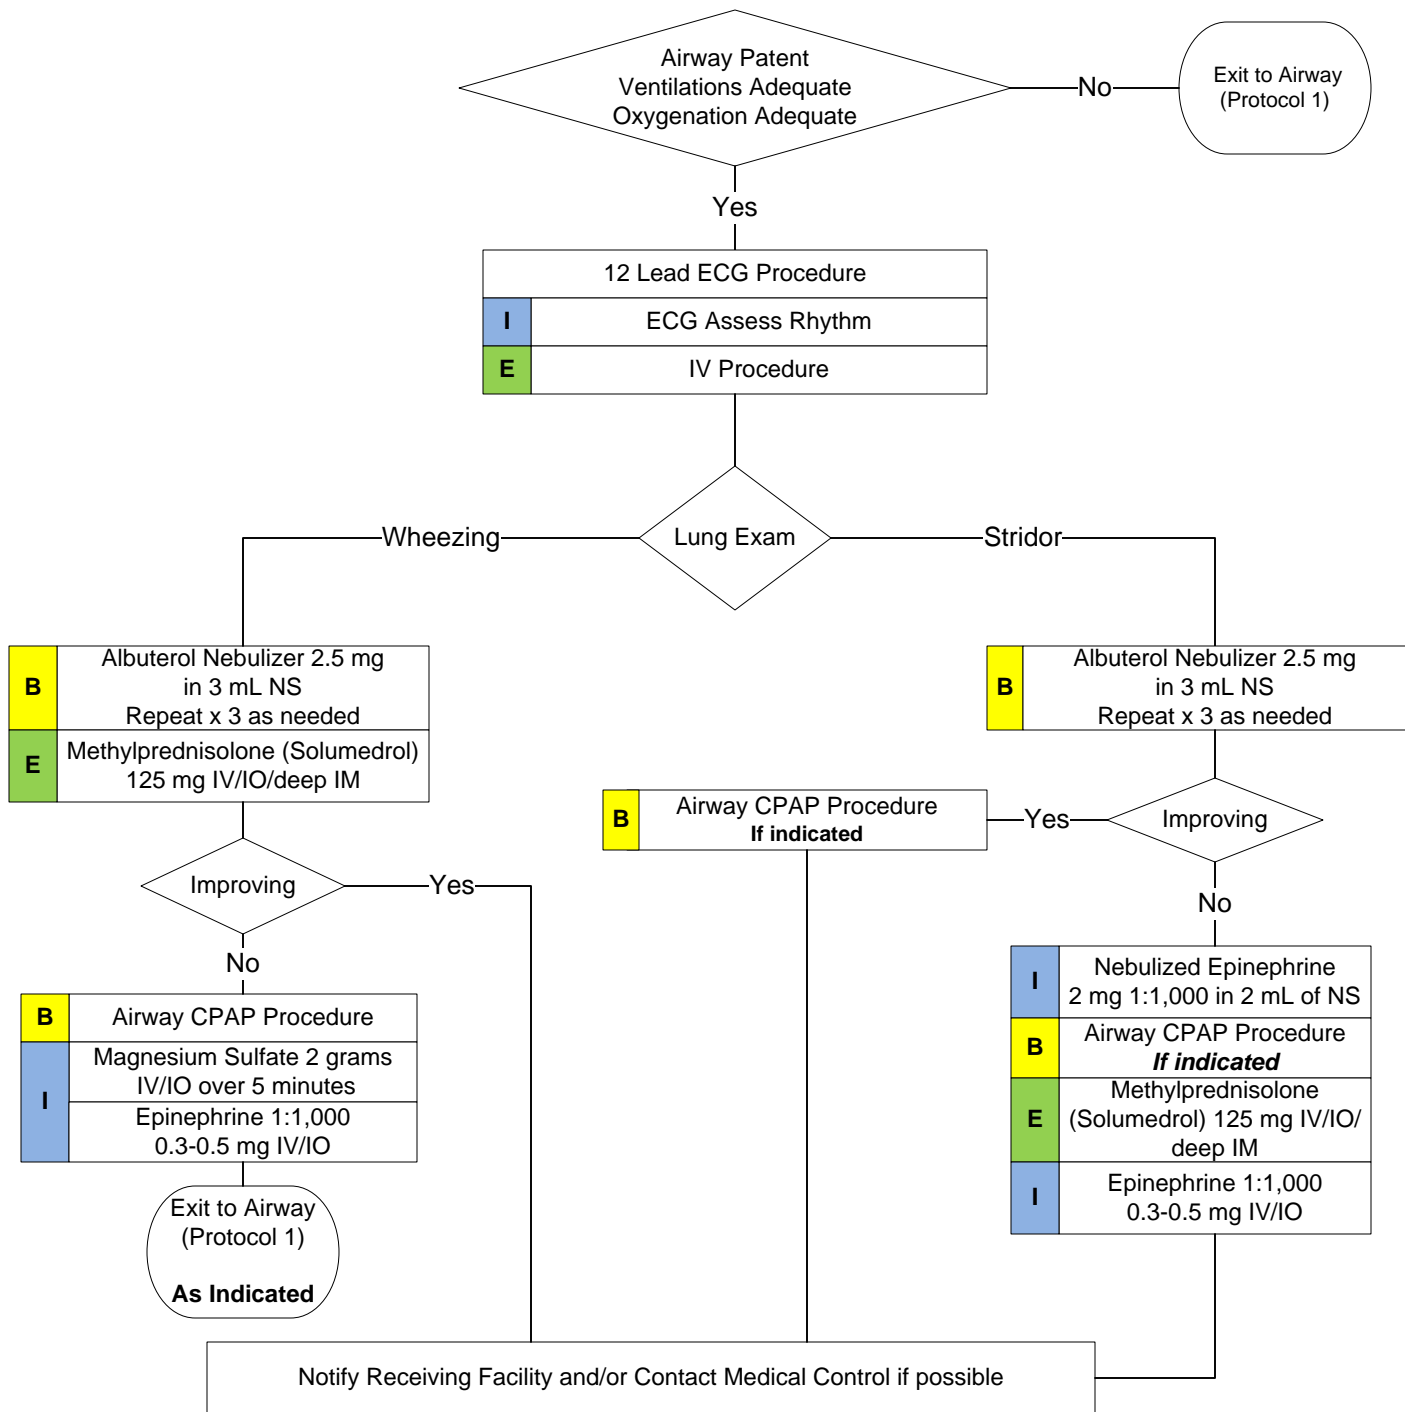 Airway Patent
Ventilations Adequate
Oxygenation Adequate
No
Exit to Airway
(Protocol 1)
Yes
12 Lead ECG Procedure
I
ECG Assess Rhythm
E
IV Procedure
Wheezing
Lung Exam
Stridor
B
Albuterol Nebulizer 2.5 mg
in 3 mL NS
Repeat x 3 as needed
E
Methylprednisolone (Solumedrol)
125 mg IV/IO/deep IM
B
Albuterol Nebulizer 2.5 mg
in 3 mL NS
Repeat x 3 as needed
B
Airway CPAP Procedure
If indicated
Yes
Improving
Improving
Yes
No
No
B
Airway CPAP Procedure
I
Magnesium Sulfate 2 grams
IV/IO over 5 minutes
Epinephrine 1:1,000
0.3-0.5 mg IV/IO
Exit to Airway
(Protocol 1)
As Indicated
I
Nebulized Epinephrine
2 mg 1:1,000 in 2 mL of NS
B
Airway CPAP Procedure
If indicated
E
Methylprednisolone
(Solumedrol) 125 mg IV/IO/
deep IM
I
Epinephrine 1:1,000
0.3-0.5 mg IV/IO
Notify Receiving Facility and/or Contact Medical Control if possible